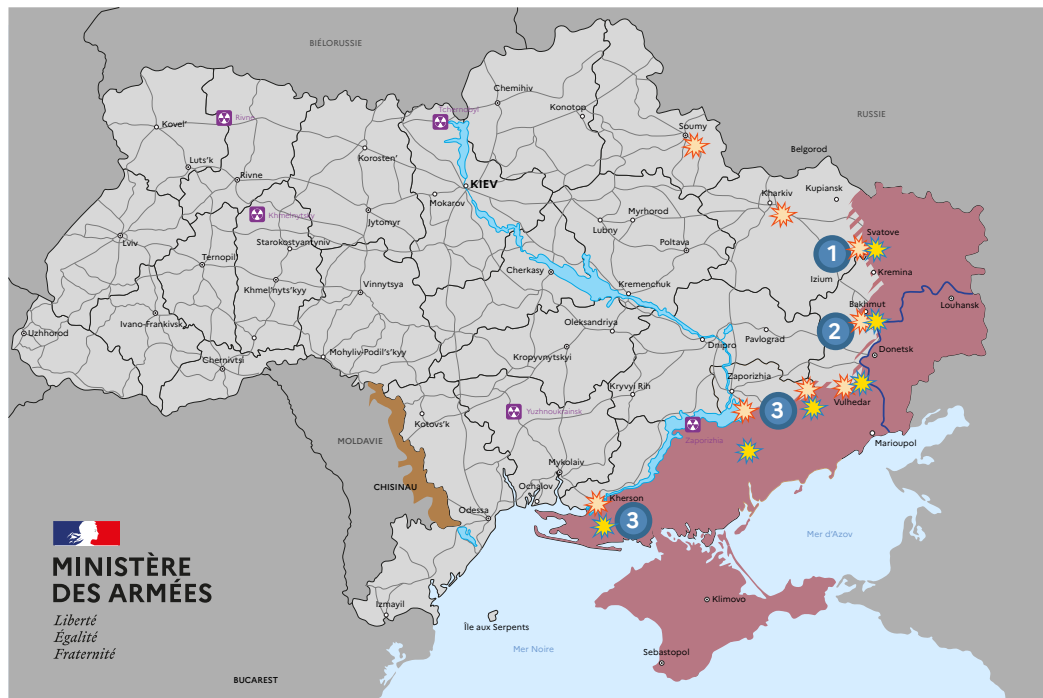 BIÉLORUSSIE
Chernihiv
Tchernobyl
Konotop
RUSSIE
Kovel'
Rivne
Soumy
Korosten'
Belgorod
Luts'k
Rivne
KIEV
Kharkiv
Kupiansk
Mokarov
Khmelnytsky
Jytomyr
Myrhorod
Lubny
Lviv
Starokostyantyniv
Poltava
Svatove
1
Ternopil
Cherkasy
Izium
Kremina
Khmel'nyts'kyy
Vinnytsya
Kremenchuk
Bakhmut
Louhansk
Uzhhorod
Ivano-Frankivsk
Oleksandriya
2
Pavlograd
Dnipro
Donetsk
Chernivtsi
Mohyliv-Podil's'kyy
Kropyvnytskyi
Kryvyi Rih
Zaporizhia
Vulhedar
3
Yuzhnoukrainsk
Kotovs'k
Zaporizhia
MOLDAVIE
Marioupol
Mykolaiv
CHISINAU
Ochalov
Kherson
Odessa
3
Mer d'Azov
MINISTÈRE
DES ARMÉES
Liberté
Égalité
Fraternité
Izmayil
Klimovo
Île aux Serpents
Mer Noire
Sebastopol
BUCAREST